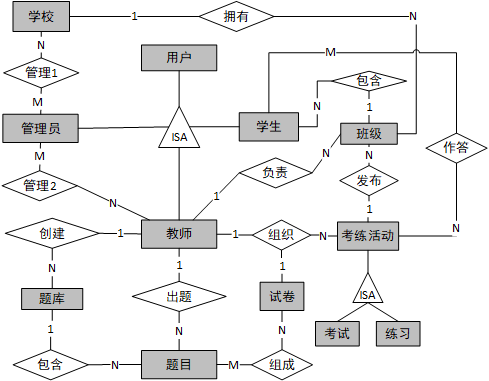 学校
1
拥有
N
N
用户
M
管理1
包含
N
M
1
管理员
ISA
学生
班级
作答
M
N
N
管理2
负责
发布
N
1
1
N
创建
1
教师
1
组织
N
考练活动
N
1
1
题库
出题
试卷
ISA
1
N
N
考试
练习
包含
N
题目
M
组成